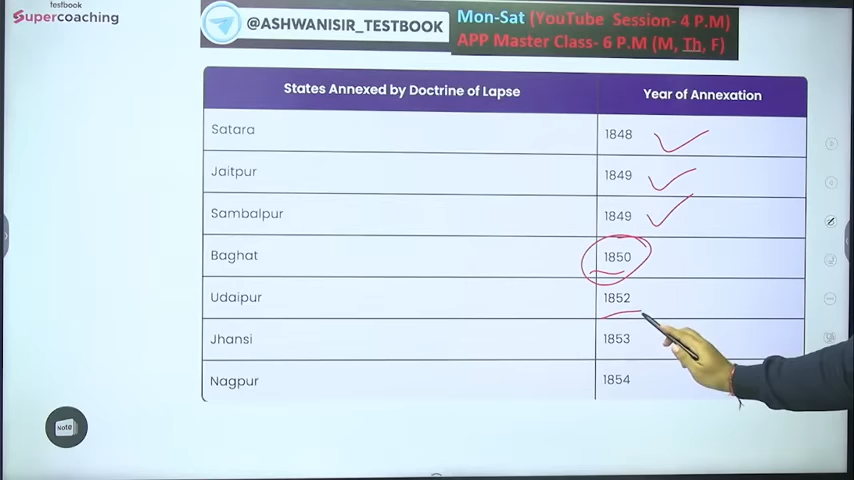 testbook
Supercoaching
@ASHWANISIR_TESTBOOK
Mon-Sat (YouTube Session- 4 P.M)
APP Master Class- 6 P.M (M, Th, F)
States Annexed by Doctrine of Lapse Year of Annexation
Satara 1848
Jaitpur 1849
Sambalpur 1849
Baghat 1850
Udaipur 1852
Jhansi 1853
Nagpur 1854
Note